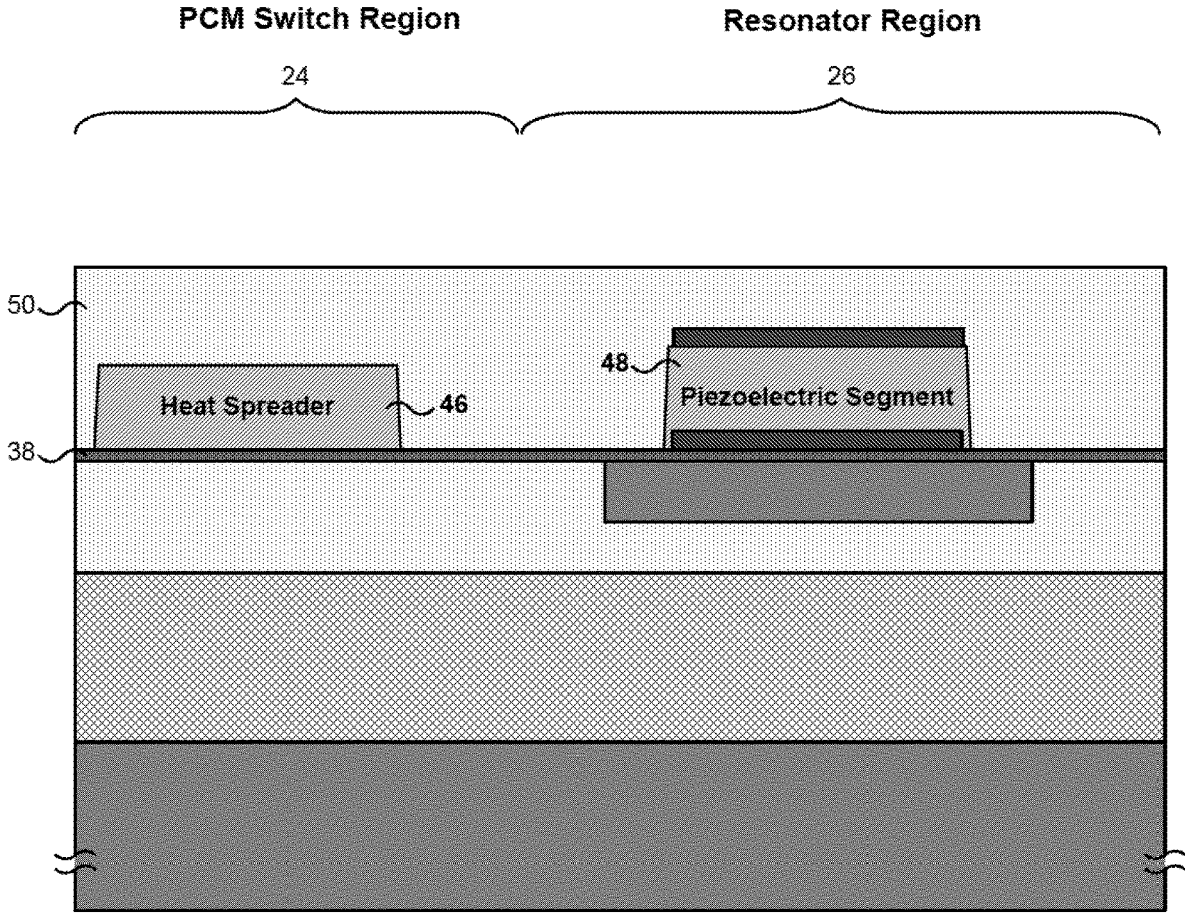 PCM Switch Region
Resonator Region
24
26
50
48
Heat Spreader
46
Piezoelectric Segment
38